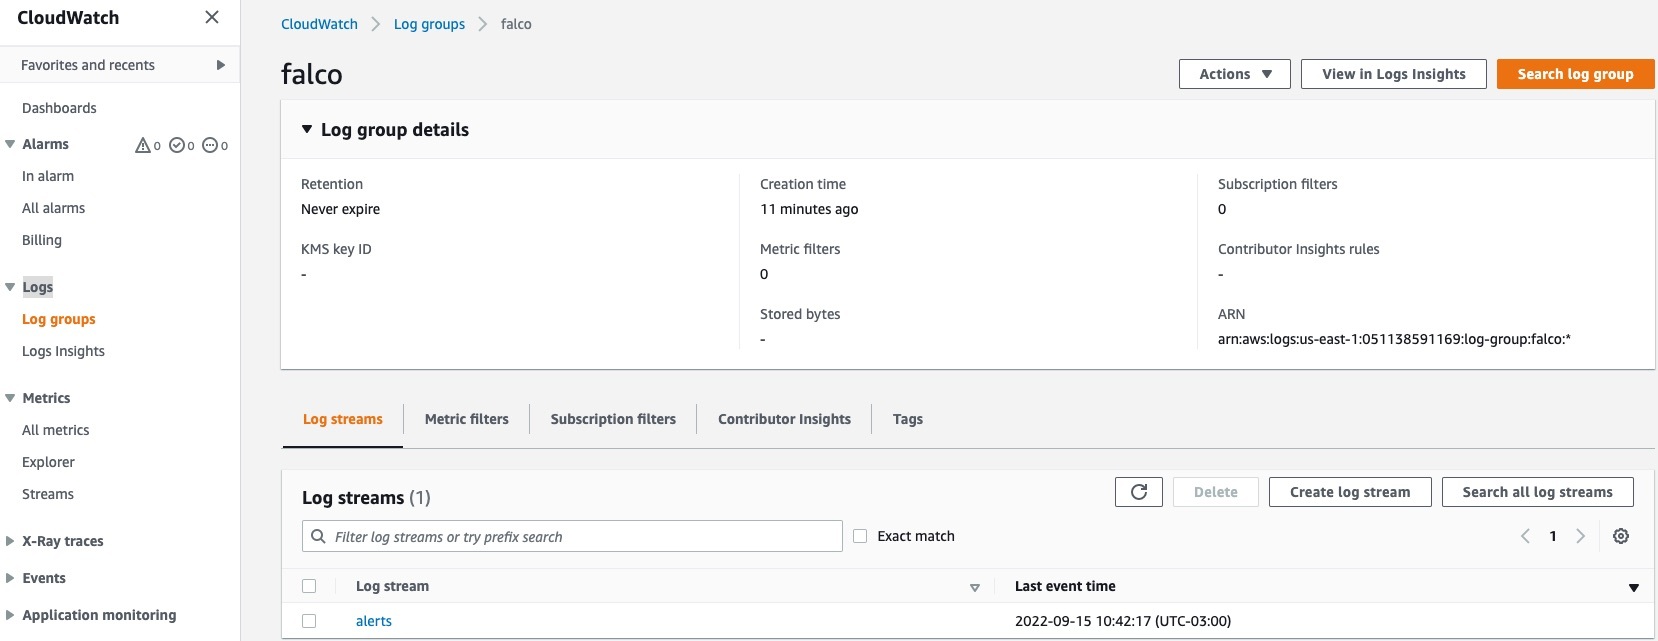 CloudWatch
Favorites and recents
Dashboards
Alarms 0 0 0
In alarm
All alarms
Billing
Logs
Log groups
Logs Insights
Metrics
All metrics
Explorer
Streams
X-Ray traces
Events
Application monitoring
CloudWatch Log groups falco
falco
Actions View in Logs Insights Search log group
Log group details
Retention
Never expire
KMS key ID
-
Creation time
11 minutes ago
Metric filters
0
Stored bytes
-
Subscription filters
0
Contributor Insights rules
-
ARN
arn:aws:logs:us-east-1:051138591169:log-group:falco:*
Log streams Metric filters Subscription filters Contributor Insights Tags
Log streams (1)
Delete Create log stream Search all log streams
Filter log streams or try prefix search
Exact match
1
Log stream Last event time
alerts 2022-09-15 10:42:17 (UTC-03:00)